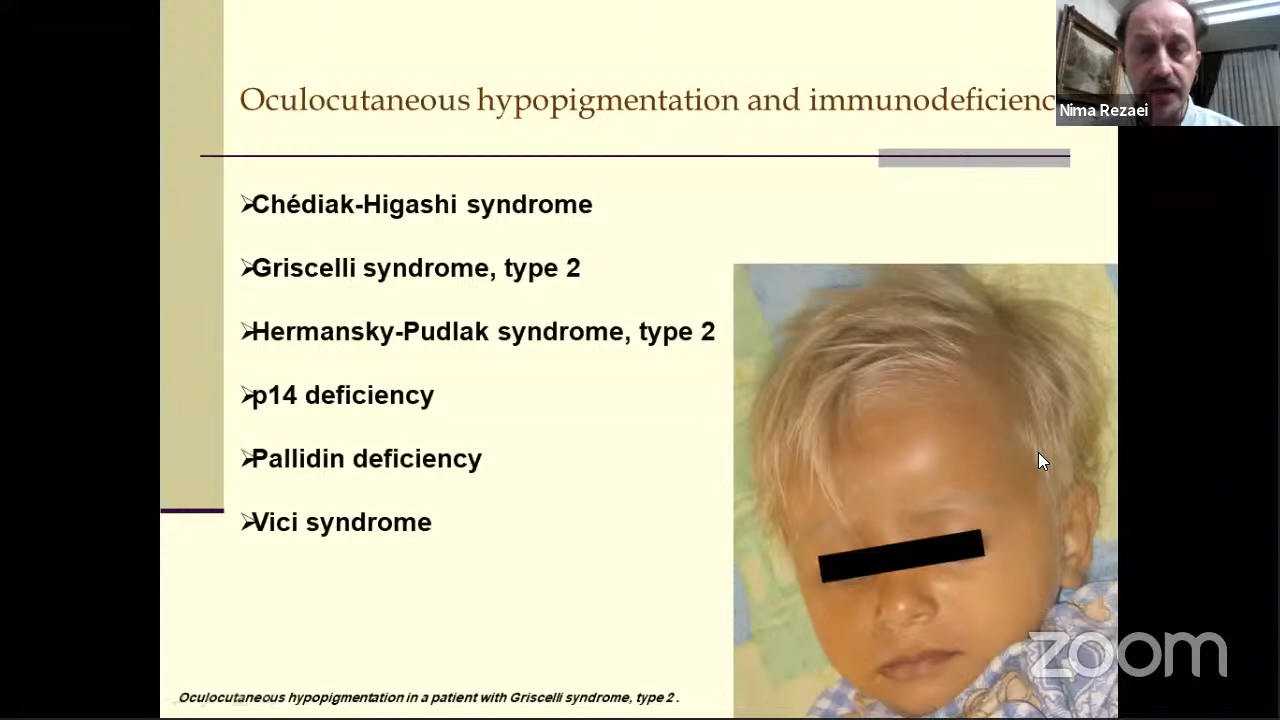 Oculocutaneous hypopigmentation and immunodeficienc
Nima Rezaei
Chédiak-Higashi syndrome
Griscelli syndrome, type 2
Hermansky-Pudlak syndrome, type 2
p14 deficiency
Pallidin deficiency
Vici syndrome
zoom
Oculocutaneous hypopigmentation in a patient with Griscelli syndrome, type 2 .